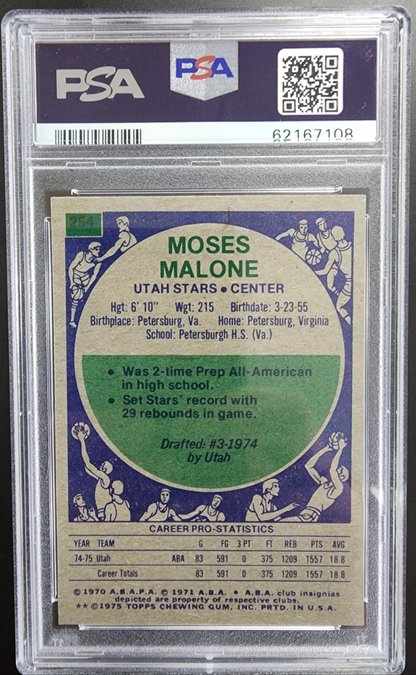 PSA
PSA
62167108
254
MOSES
MALONE
UTAH STARS • CENTER
Hgt: 6' 10" Wgt: 215 Birthdate: 3-23-55
Birthplace: Petersburg, Va. Home: Petersburg, Virginia
School: Petersburgh H.S. (Va.)
• Was 2-time Prep All-American
in high school.
• Set Stars' record with
29 rebounds in game.
Drafted: #3-1974
by Utah
CAREER PRO-STATISTICS
YEAR TEAM G FG 3 PT FT REB PTS AVG
74-75 Utah ABA 83 591 0 375 1209 1557 18.8
Career Totals 83 591 0 375 1209 1557 18.8
© 1970 A.B.A.P.A. © 1971 A.B.A. • A.B.A. club insignias
depicted are property of respective clubs.
★★ © 1975 TOPPS CHEWING GUM, INC. PRTD. IN U.S.A.